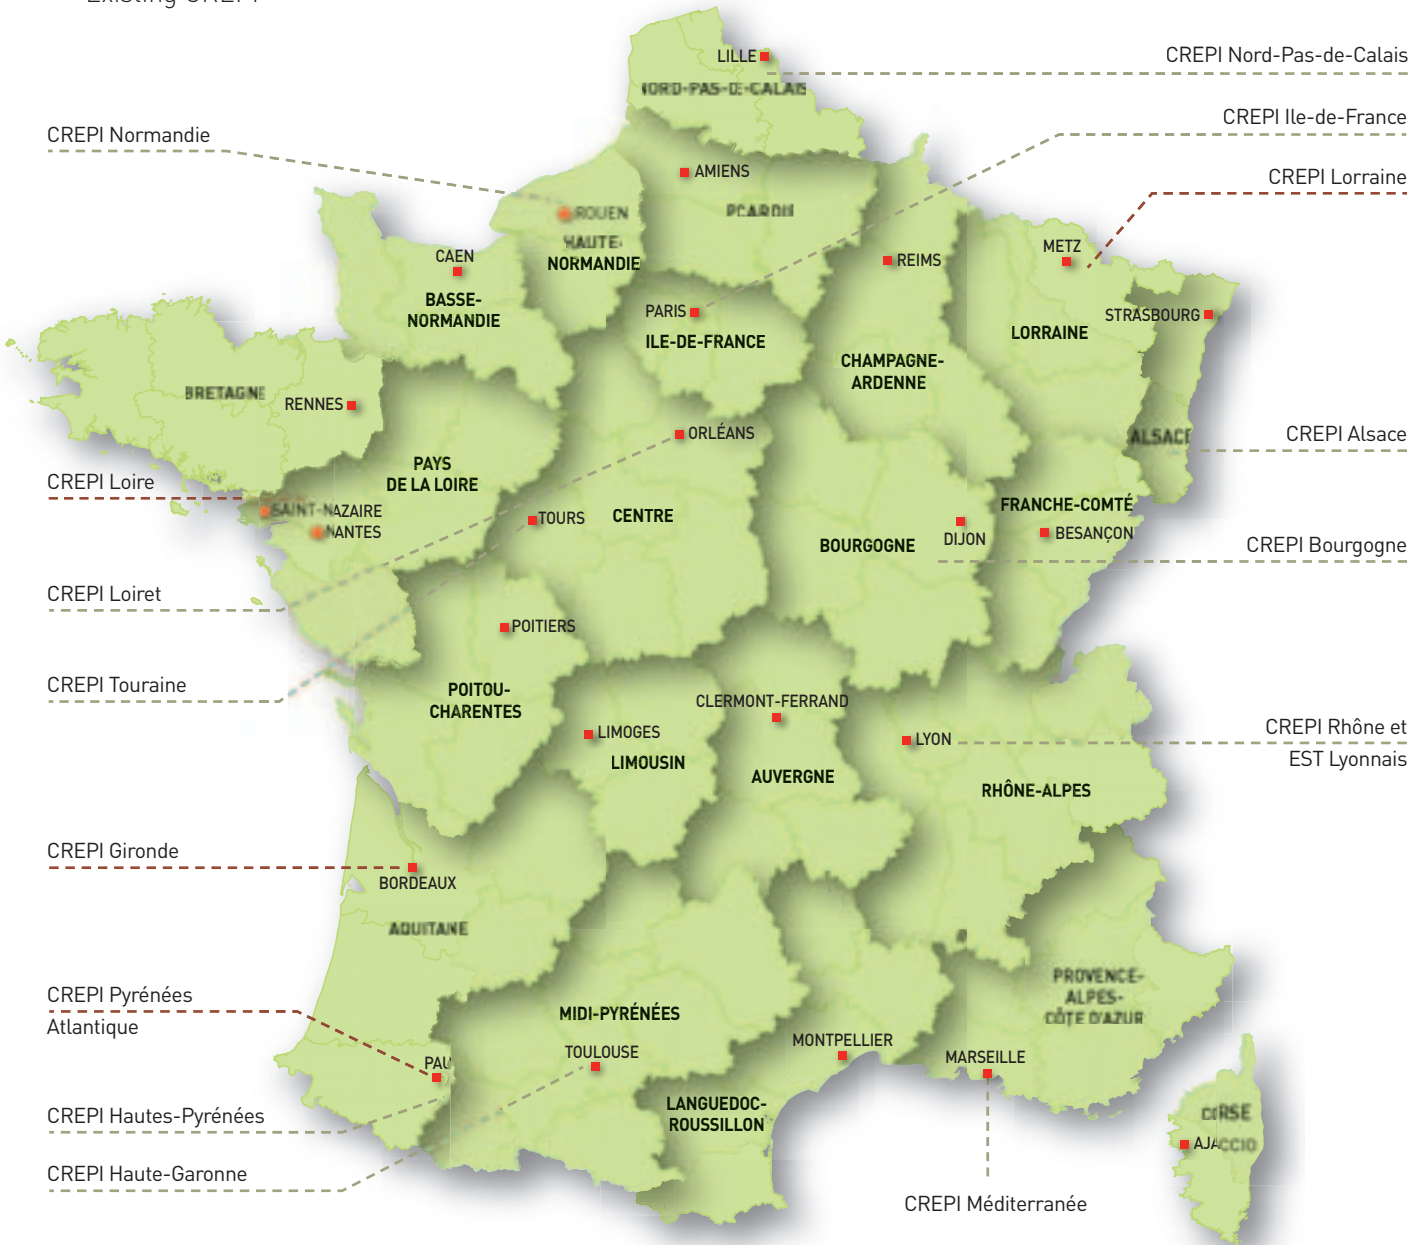 LILLE
CREPI Nord-Pas-de-Calais
NORD-PAS-DE-CALAIS
CREPI Ile-de-France
CREPI Normandie
AMIENS
CREPI Lorraine
ROUEN
HAUTE-
NORMANDIE
CAEN
METZ
REIMS
BASSE-
NORMANDIE
PARIS
STRASBOURG
ILE-DE-FRANCE
LORRAINE
CHAMPAGNE-
ARDENNE
BRETAGNE
RENNES
ORLÉANS
ALSACE
CREPI Alsace
PAYS
DE LA LOIRE
CREPI Loire
FRANCHE-COMTÉ
SAINT-NAZAIRE
TOURS
CENTRE
NANTES
BESANÇON
DIJON
BOURGOGNE
CREPI Bourgogne
CREPI Loiret
POITIERS
CREPI Touraine
POITOU-
CHARENTES
CLERMONT-FERRAND
LIMOGES
LYON
CREPI Rhône et
EST Lyonnais
LIMOUSIN
AUVERGNE
RHÔNE-ALPES
CREPI Gironde
BORDEAUX
AQUITAINE
PROVENCE-
ALPES-
CÔTE D'AZUR
CREPI Pyrénées
Atlantique
MIDI-PYRÉNÉES
MONTPELLIER
TOULOUSE
MARSEILLE
PAU
LANGUEDOC-
ROUSSILLON
CREPI Hautes-Pyrénées
CORSE
AJACCIO
CREPI Haute-Garonne
CREPI Méditerranée